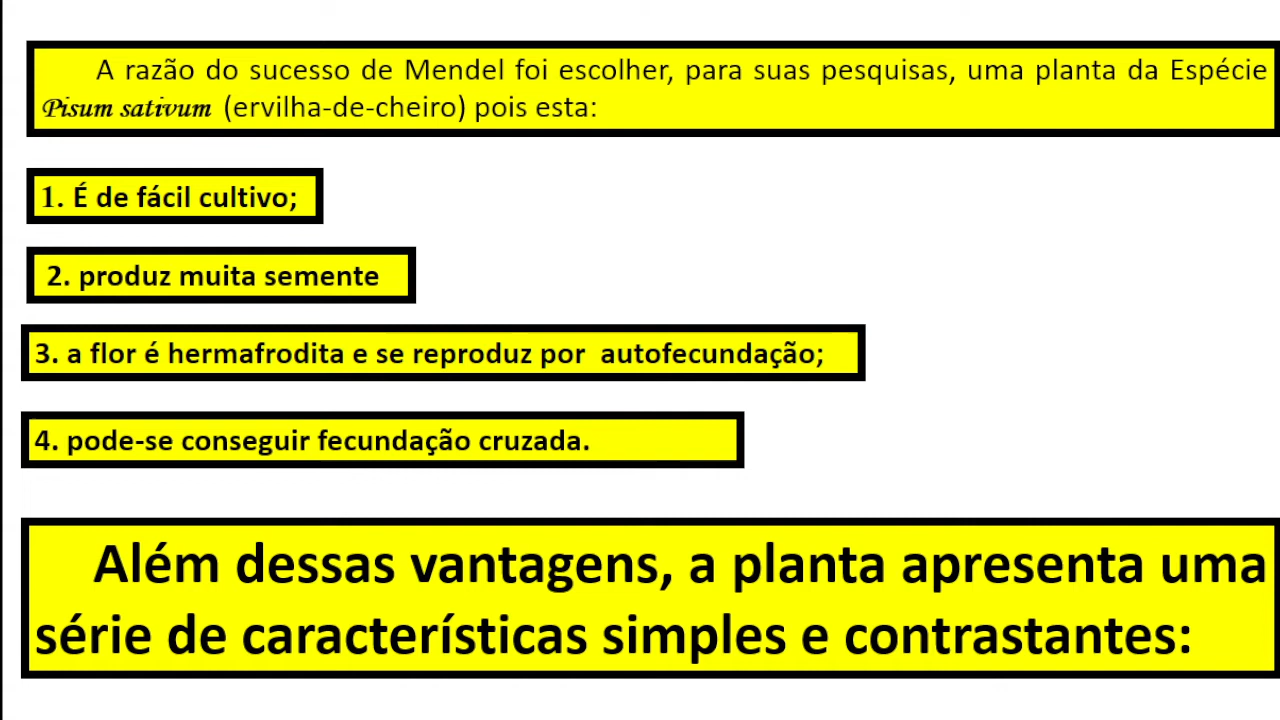 A razão do sucesso de Mendel foi escolher, para suas pesquisas, uma planta da Espécie
Pisum sativum (ervilha-de-cheiro) pois esta:
1. É de fácil cultivo;
2. produz muita semente
3. a flor é hermafrodita e se reproduz por autofecundação;
4. pode-se conseguir fecundação cruzada.
Além dessas vantagens, a planta apresenta uma
série de características simples e contrastantes: